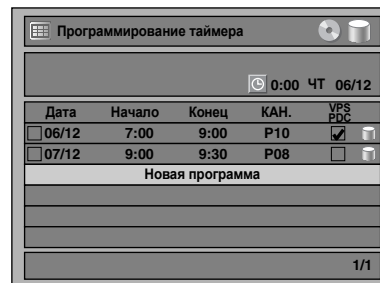 Программирование таймера
0:00 ЧТ 06/12
Дата Начало Конец КАН. VPS PDC
06/12 7:00 9:00 P10
07/12 9:00 9:30 P08
Новая программа
1/1